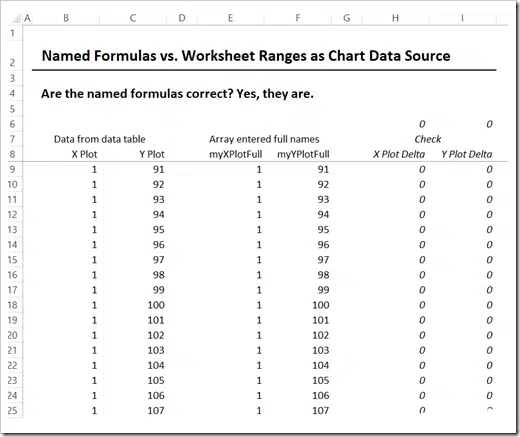 A B C D E F G H I
1
2 Named Formulas vs. Worksheet Ranges as Chart Data Source
3
4 Are the named formulas correct? Yes, they are.
5
6 0 0
7 Data from data table Array entered full names Check
8 X Plot Y Plot myXPlotFull myYPlotFull X Plot Delta Y Plot Delta
9 1 91 1 91 0 0
10 1 92 1 92 0 0
11 1 93 1 93 0 0
12 1 94 1 94 0 0
13 1 95 1 95 0 0
14 1 96 1 96 0 0
15 1 97 1 97 0 0
16 1 98 1 98 0 0
17 1 99 1 99 0 0
18 1 100 1 100 0 0
19 1 101 1 101 0 0
20 1 102 1 102 0 0
21 1 103 1 103 0 0
22 1 104 1 104 0 0
23 1 105 1 105 0 0
24 1 106 1 106 0 0
25 1 107 1 107